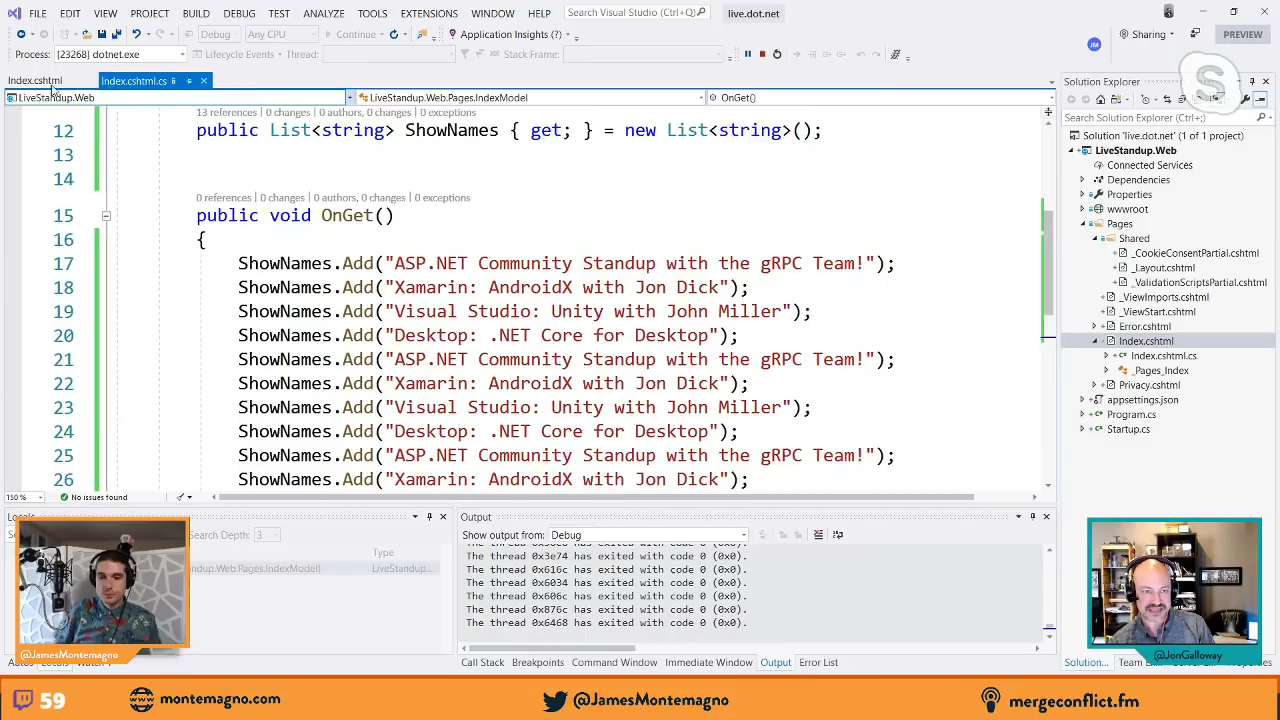 FILE EDIT VIEW PROJECT BUILD DEBUG TEST ANALYZE TOOLS EXTENSIONS WINDOW HELP Search Visual Studio (Ctrl+Q) live.dot.net
Debug Any CPU Continue Application Insights Sharing PREVIEW
JM
Process: [23268] dotnet.exe Lifecycle Events Thread: Stack Frame:
Index.cshtml Index.cshtml.cs
LiveStandup.Web LiveStandup.Web.Pages.IndexModel OnGet()
13 references | 0 changes | 0 authors, 0 changes | 0 exceptions
12 public List<string> ShowNames { get; } = new List<string>();
13
14
0 references | 0 changes | 0 authors, 0 changes | 0 exceptions
15 public void OnGet()
16 {
17 ShowNames.Add("ASP.NET Community Standup with the gRPC Team!");
18 ShowNames.Add("Xamarin: AndroidX with Jon Dick");
19 ShowNames.Add("Visual Studio: Unity with John Miller");
20 ShowNames.Add("Desktop: .NET Core for Desktop");
21 ShowNames.Add("ASP.NET Community Standup with the gRPC Team!");
22 ShowNames.Add("Xamarin: AndroidX with Jon Dick");
23 ShowNames.Add("Visual Studio: Unity with John Miller");
24 ShowNames.Add("Desktop: .NET Core for Desktop");
25 ShowNames.Add("ASP.NET Community Standup with the gRPC Team!");
26 ShowNames.Add("Xamarin: AndroidX with Jon Dick");
150 % No issues found
Solution Explorer
Search Solution Explorer (Ctrl+;)
Solution 'live.dot.net' (1 of 1 project)
LiveStandup.Web
Connected Services
Dependencies
Properties
wwwroot
Pages
Shared
_CookieConsentPartial.cshtml
_Layout.cshtml
_ValidationScriptsPartial.cshtml
_ViewImports.cshtml
_ViewStart.cshtml
Error.cshtml
Index.cshtml
Index.cshtml.cs
_Pages_Index
Privacy.cshtml
appsettings.json
Program.cs
Startup.cs
Locals
Search Depth: 3
Type
ndup.Web.Pages.IndexModel} LiveStandup...
Output
Show output from: Debug
The thread 0x3e74 has exited with code 0 (0x0).
The thread 0x616c has exited with code 0 (0x0).
The thread 0x6034 has exited with code 0 (0x0).
The thread 0x606c has exited with code 0 (0x0).
The thread 0x876c has exited with code 0 (0x0).
The thread 0x6468 has exited with code 0 (0x0).
Breakpoints Command Window Immediate Window Output Error List Solution...
@JamesMontemagno
@JonGalloway
59 montemagno.com @JamesMontemagno mergeconflict.fm